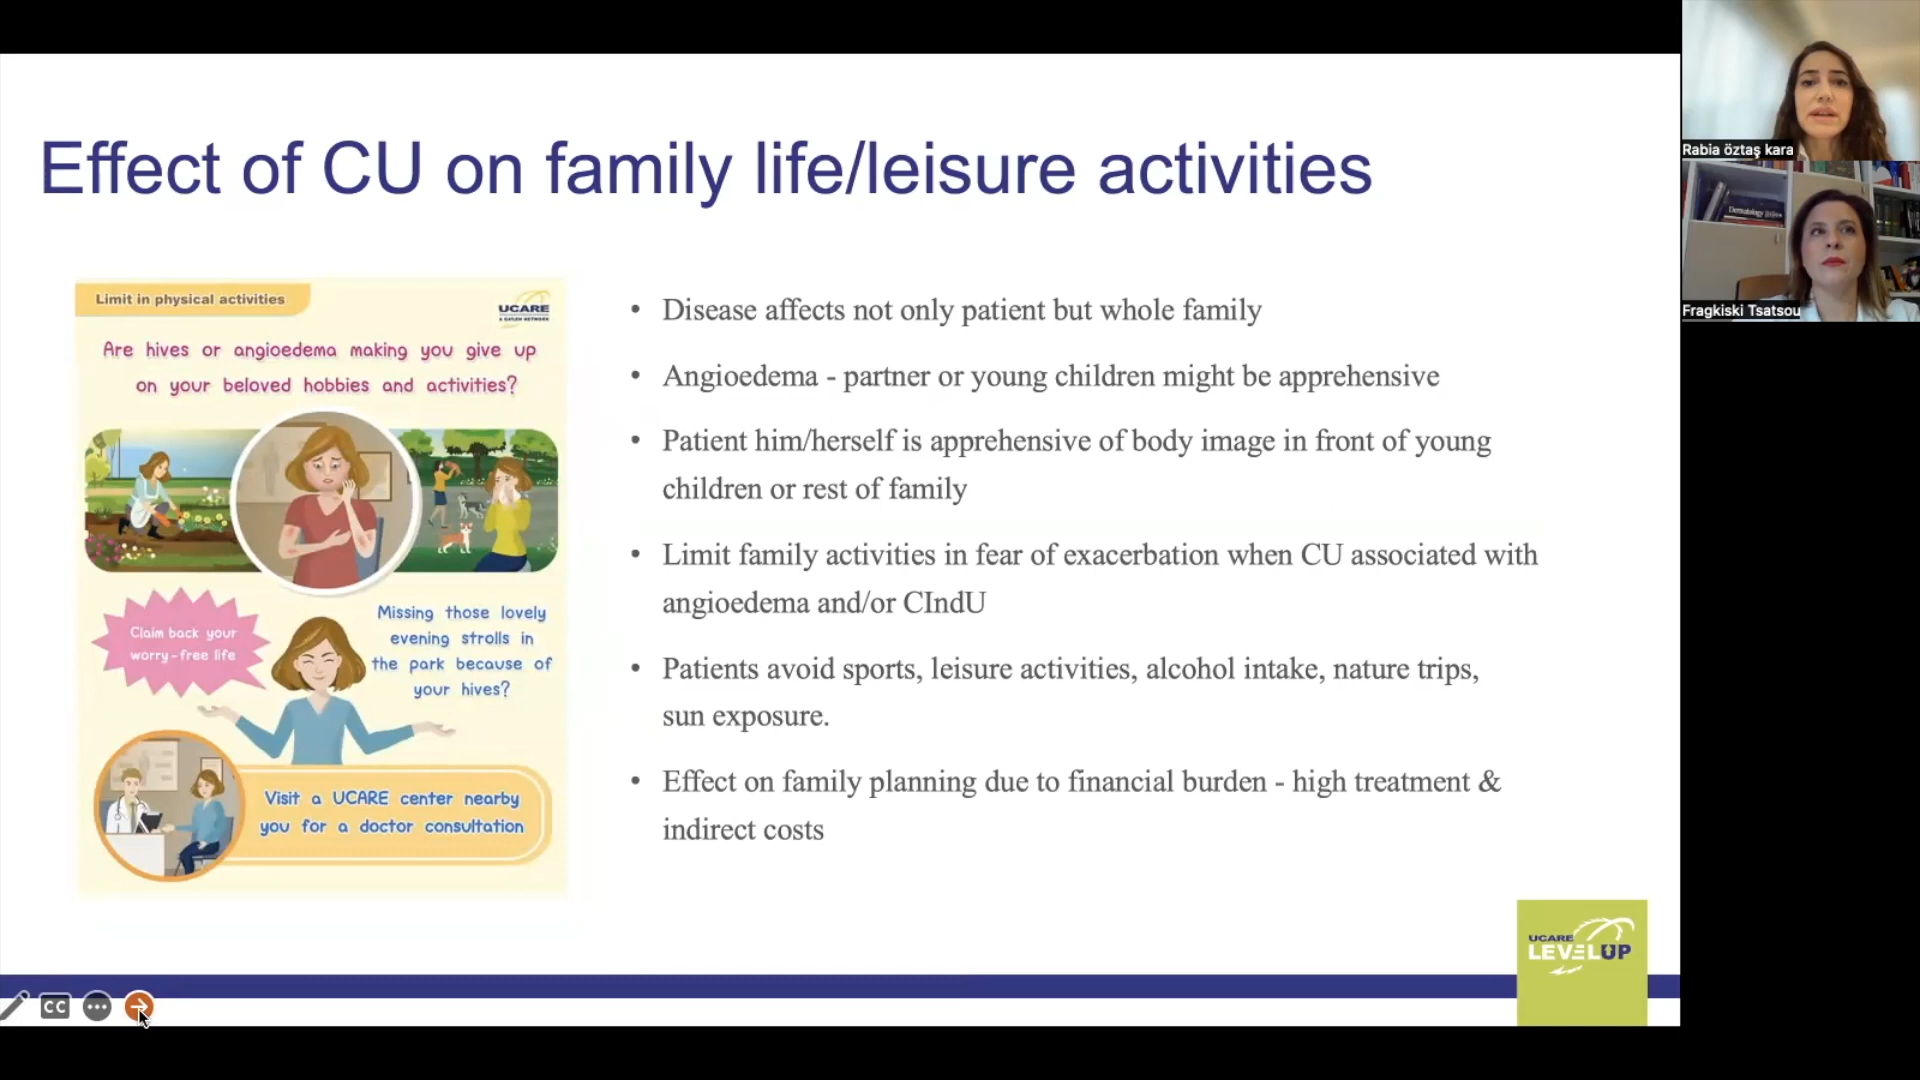 Effect of CU on family life/leisure activities
Limit in physical activities
UCARE
Are hives or angioedema making you give up
on your beloved hobbies and activities?
Claim back your
worry-free life
Missing those lovely
evening strolls in
the park because of
your hives?
Visit a UCARE center nearby
you for a doctor consultation
• Disease affects not only patient but whole family
• Angioedema - partner or young children might be apprehensive
• Patient him/herself is apprehensive of body image in front of young
children or rest of family
• Limit family activities in fear of exacerbation when CU associated with
angioedema and/or CIndU
• Patients avoid sports, leisure activities, alcohol intake, nature trips,
sun exposure.
• Effect on family planning due to financial burden - high treatment &
indirect costs
UCARE
LEVELUP
CC
Rabia öztaş kara
Dermatology
Fragkiski Tsatsou